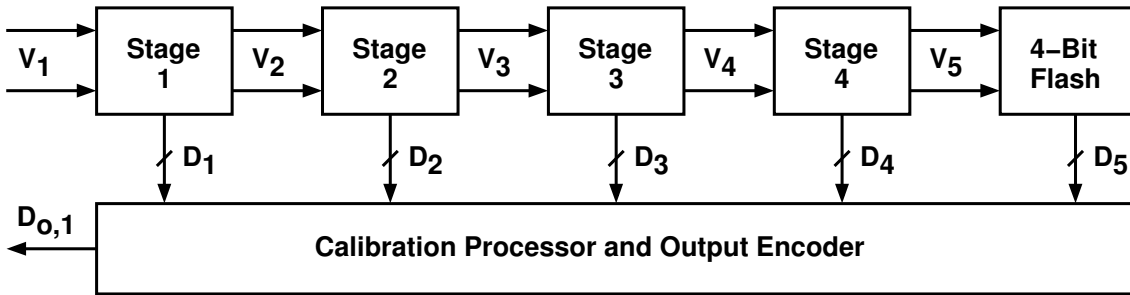 V1
Stage
1
V2
Stage
2
V3
Stage
3
V4
Stage
4
V5
4–Bit
Flash
D1
D2
D3
D4
D5
Do,1
Calibration Processor and Output Encoder